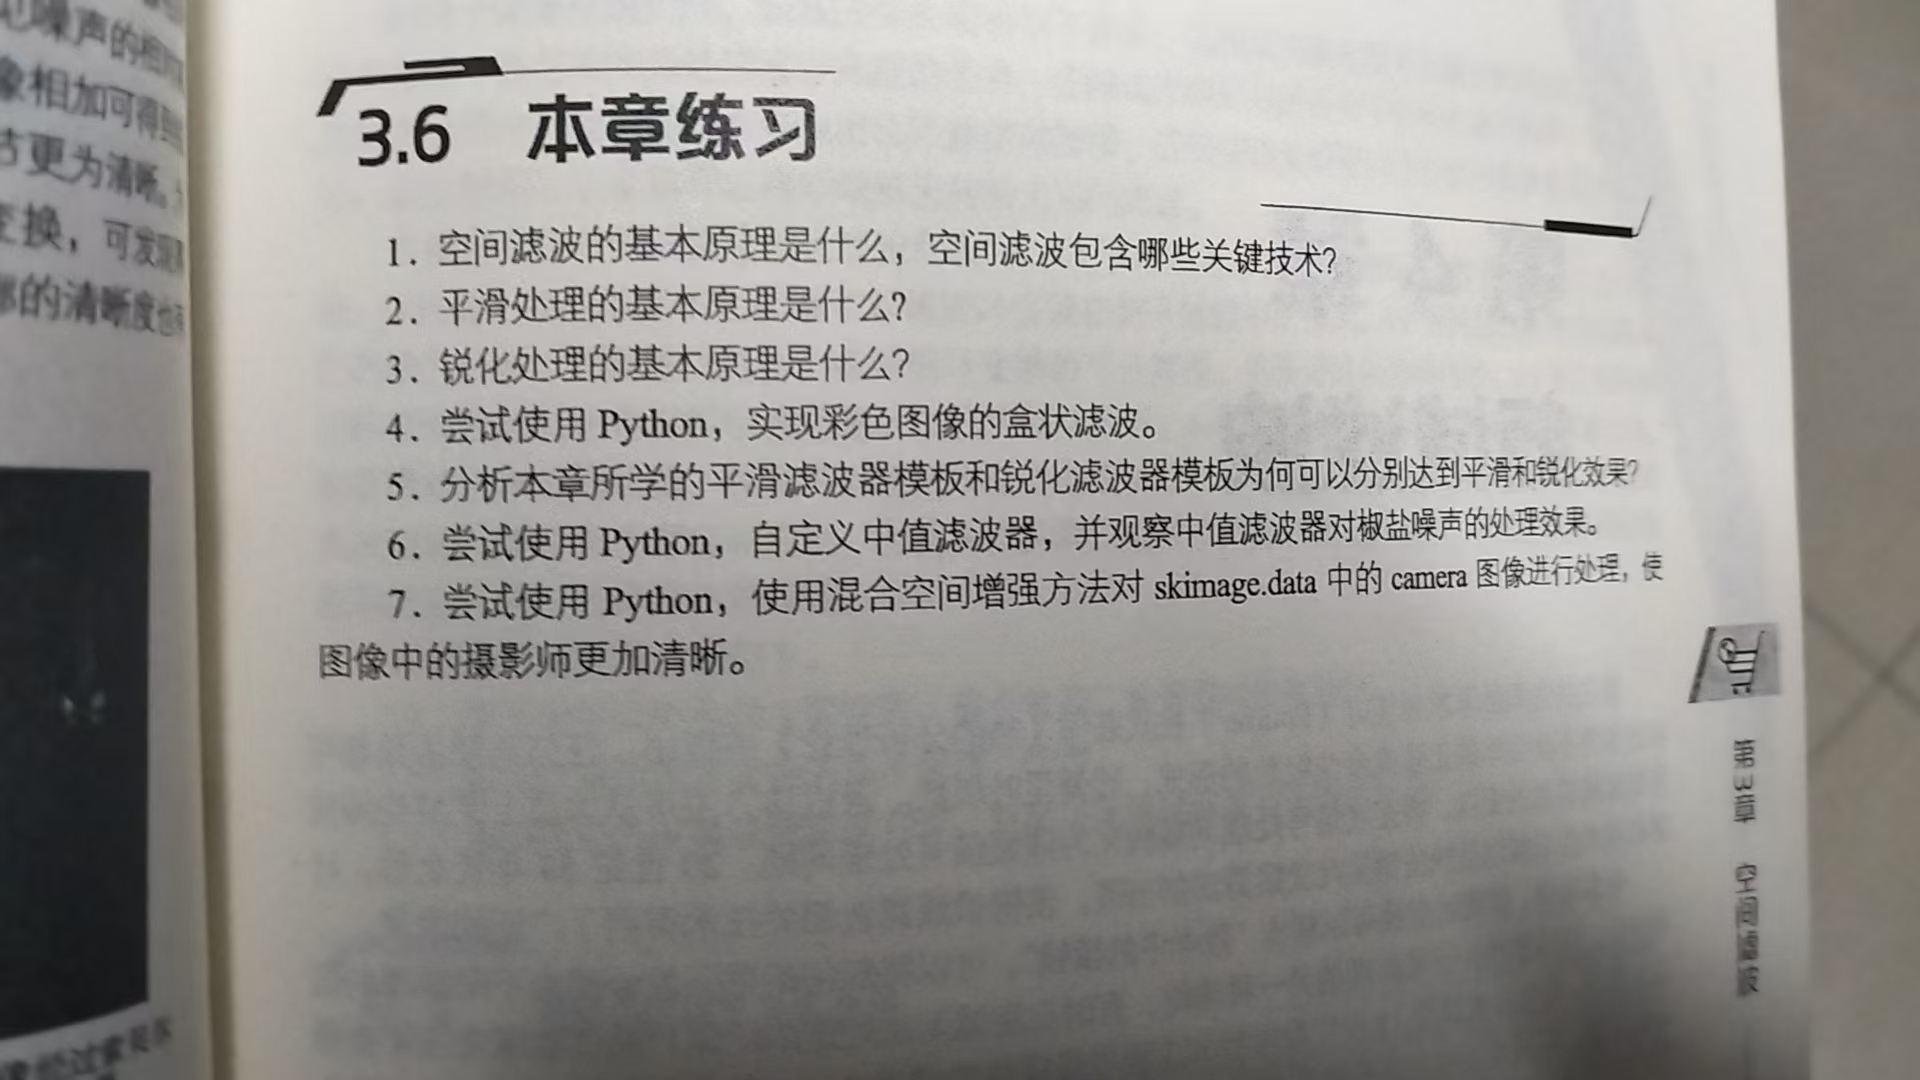 噪声的相
象相加可得到
更为清晰。
变换，可发现
部的清晰度也
3.6 本章练习
1. 空间滤波的基本原理是什么，空间滤波包含哪些关键技术？
2. 平滑处理的基本原理是什么？
3. 锐化处理的基本原理是什么？
4. 尝试使用 Python，实现彩色图像的盒状滤波。
5. 分析本章所学的平滑滤波器模板和锐化滤波器模板为何可以分别达到平滑和锐化效果？
6. 尝试使用 Python，自定义中值滤波器，并观察中值滤波器对椒盐噪声的处理效果。
7. 尝试使用 Python，使用混合空间增强方法对 skimage.data 中的 camera 图像进行处理，使
图像中的摄影师更加清晰。
第3章 空间滤波